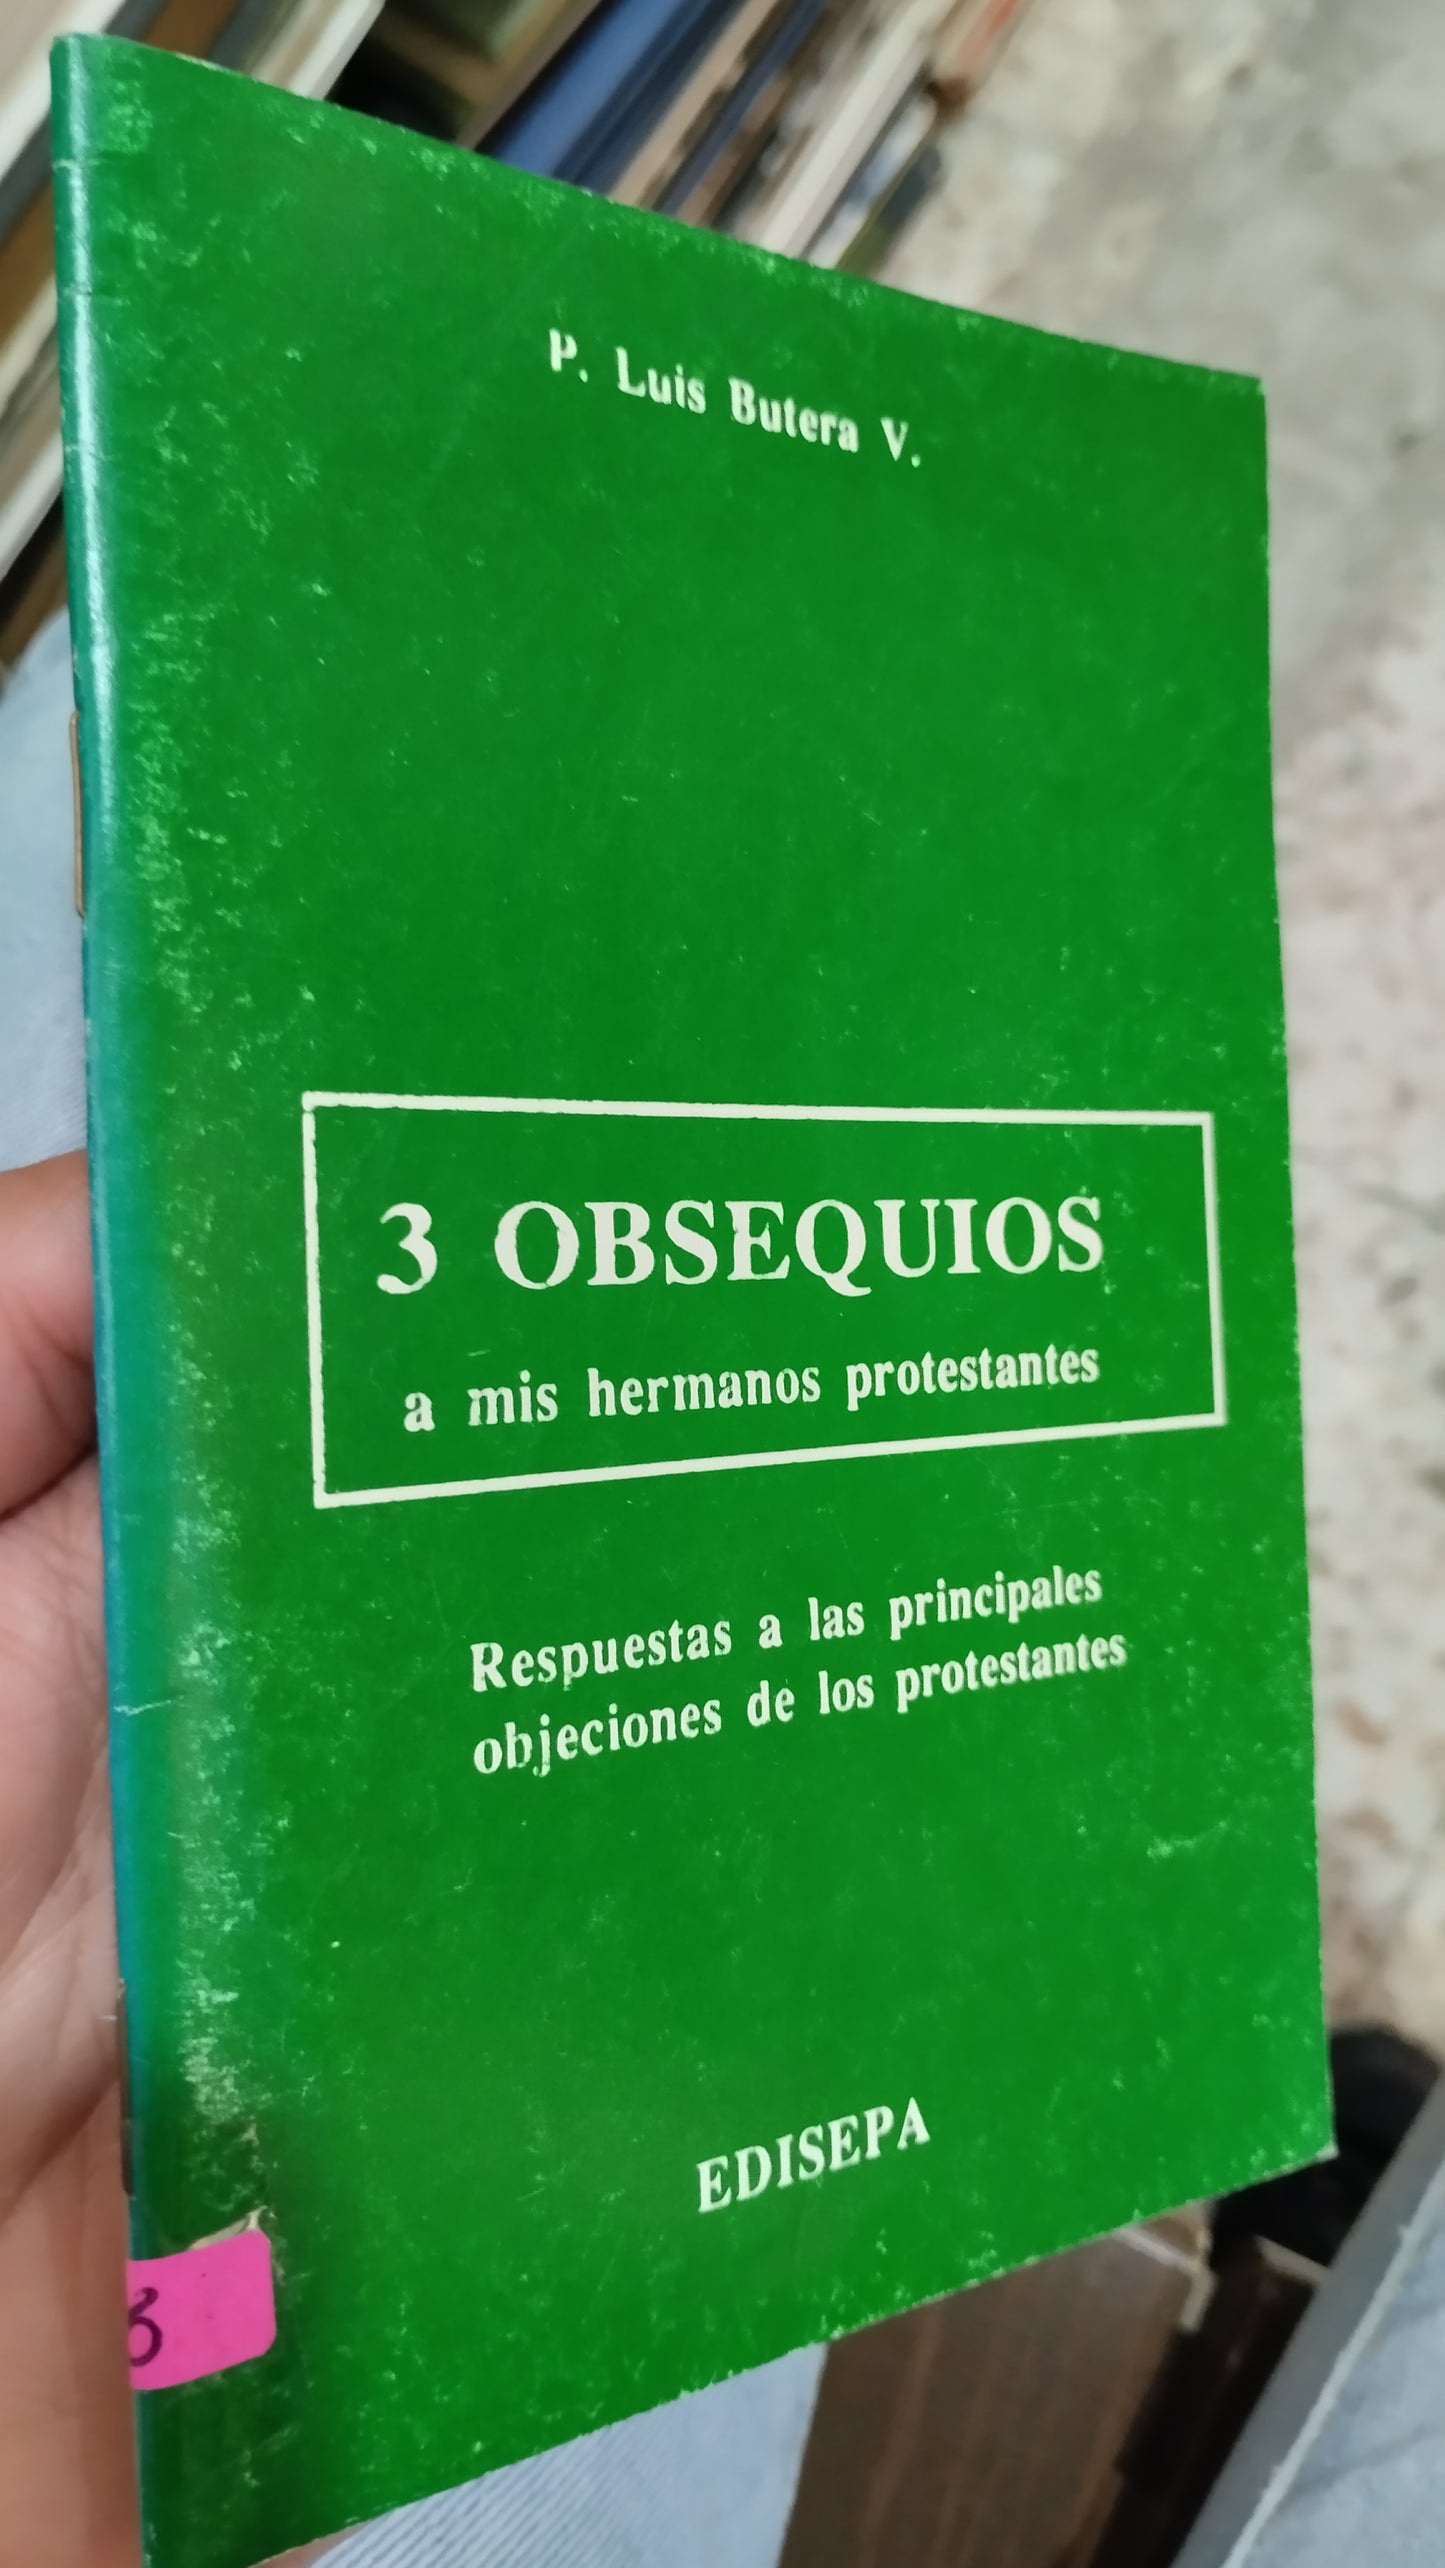 P. Luis Butera V.
3 OBSEQUIOS
a mis hermanos protestantes
Respuestas a las principales
objeciones de los protestantes
EDISEPA